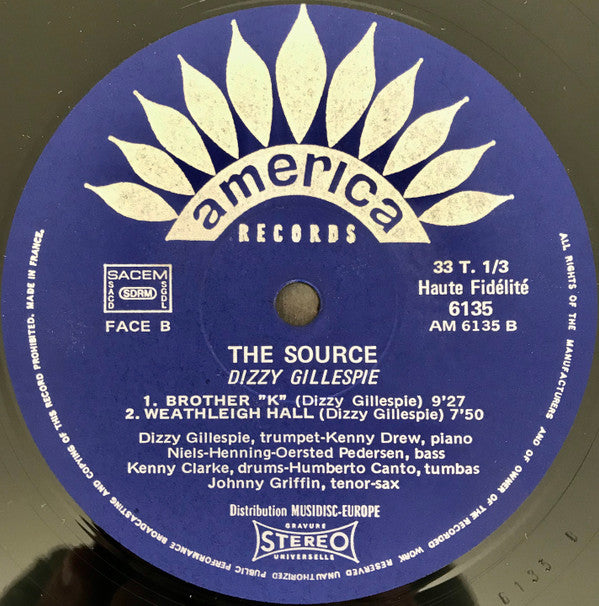 america
RECORDS
SACEM
SACD SDRM SGDL
FACE B
33 T. 1/3
Haute Fidélité
6135
AM 6135 B
THE SOURCE
DIZZY GILLESPIE
1. BROTHER "K" (Dizzy Gillespie) 9'27
2. WEATHLEIGH HALL (Dizzy Gillespie) 7'50
Dizzy Gillespie, trumpet-Kenny Drew, piano
Niels-Henning-Oersted Pedersen, bass
Kenny Clarke, drums-Humberto Canto, tumbas
Johnny Griffin, tenor-sax
Distribution MUSIDISC-EUROPE
GRAVURE
STEREO
UNIVERSELLE
ALL RIGHTS OF THE MANUFACTURERS AND OF OWNER OF THE RECORDED WORK RESERVED UNAUTHORIZED PUBLIC PERFORMANCE BROADCASTING AND COPYING OF THIS RECORD PROHIBITED. MADE IN FRANCE.
6133 1